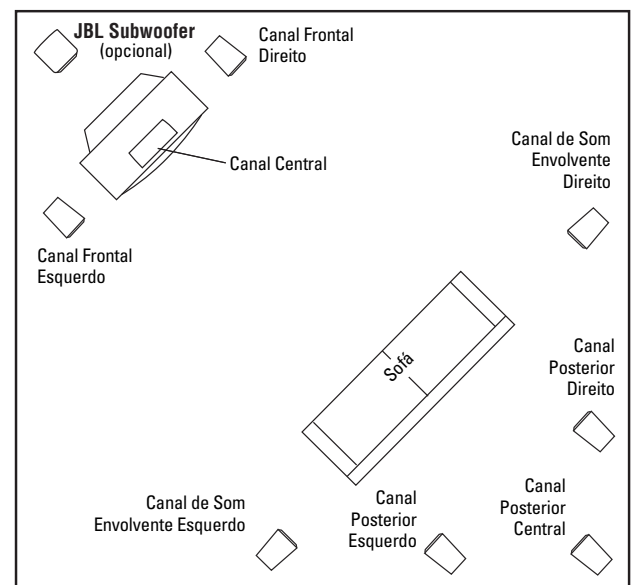 JBL Subwoofer
(opcional)
Canal Frontal
Direito
Canal Central
Canal de Som
Envolvente
Direito
Canal Frontal
Esquerdo
Sofá
Canal
Posterior
Direito
Canal de Som
Envolvente Esquerdo
Canal
Posterior
Esquerdo
Canal
Posterior
Central